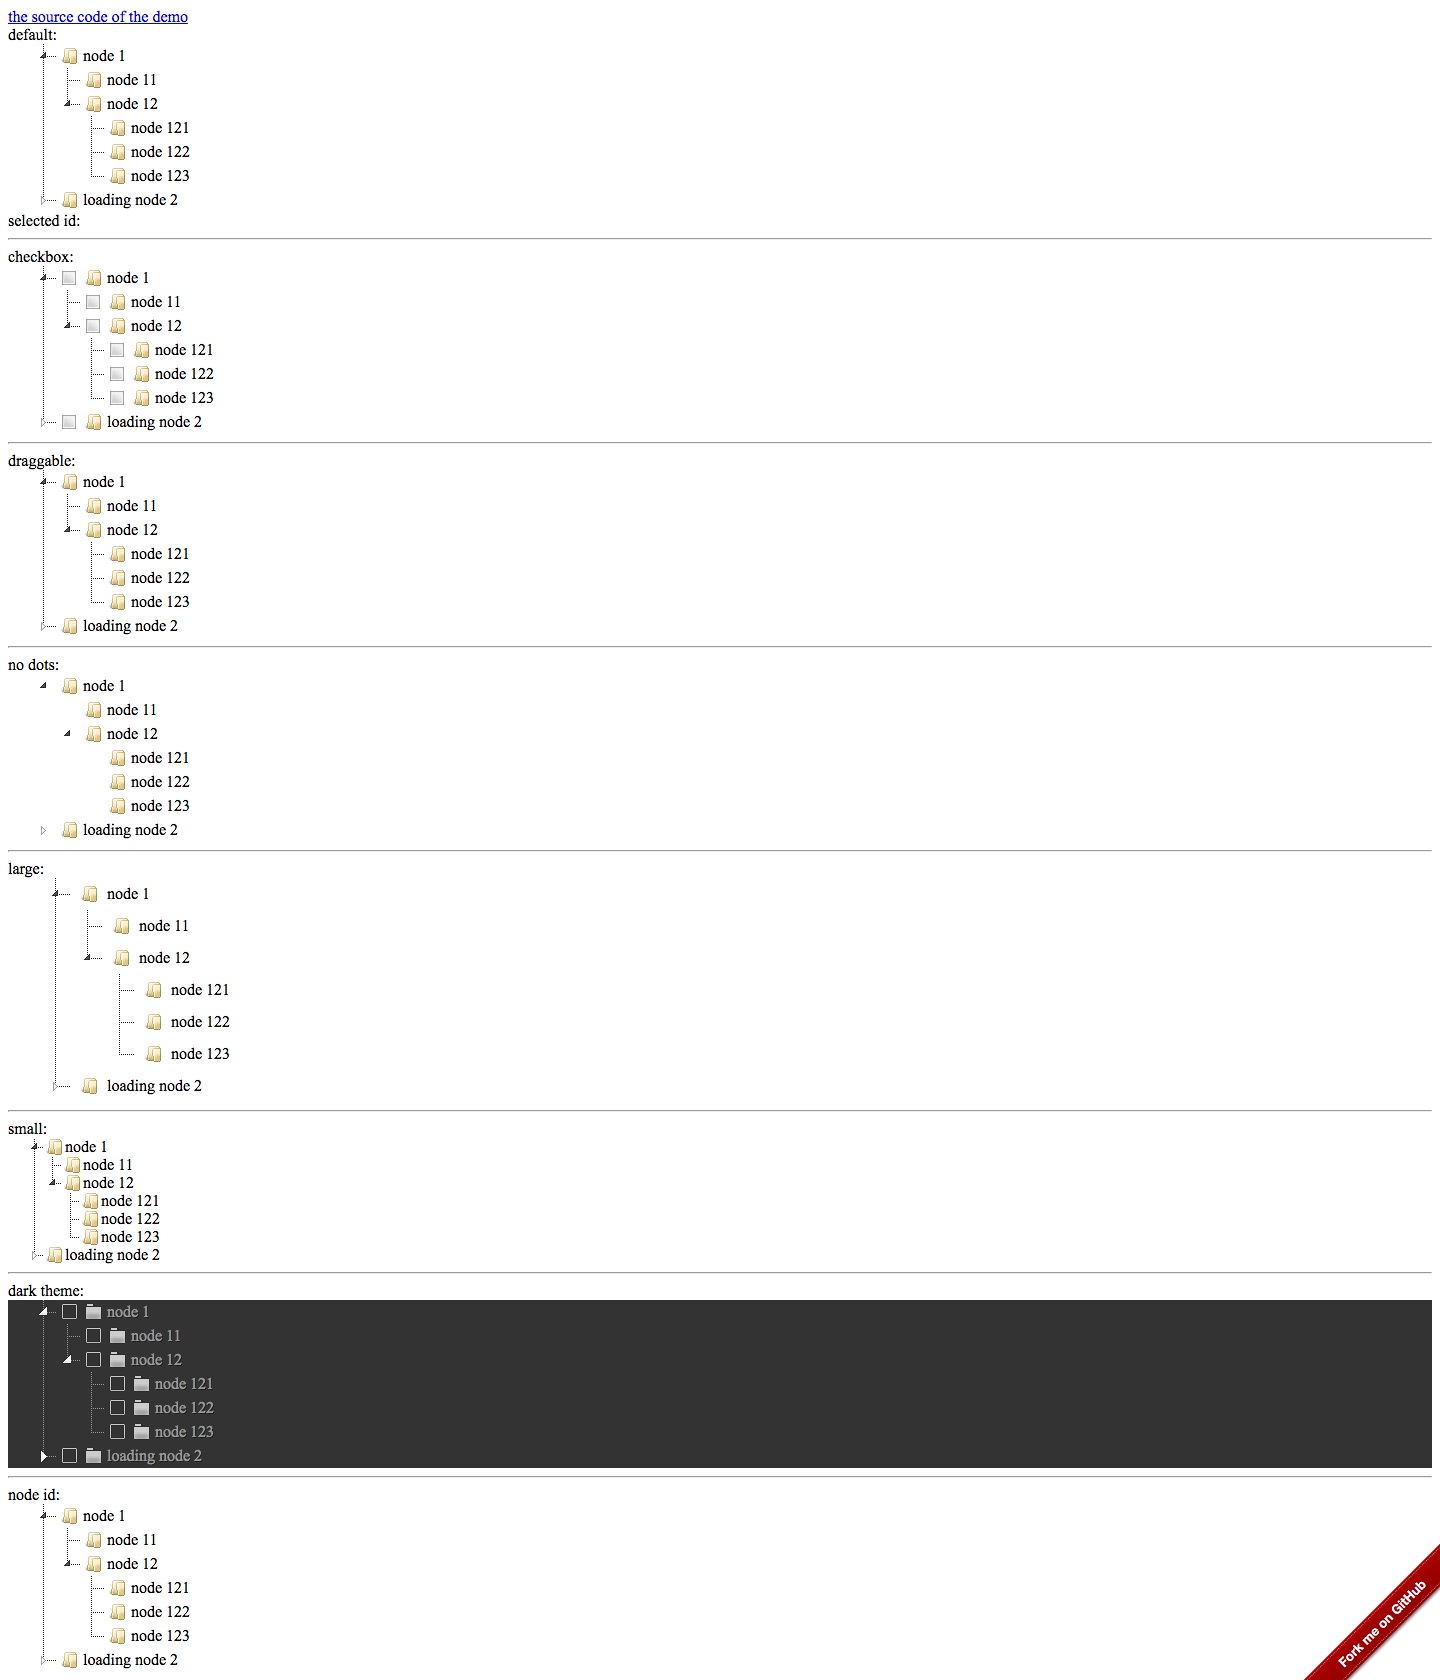 the source code of the demo
default:
node 1
node 11
node 12
node 121
node 122
node 123
loading node 2
selected id:
checkbox:
node 1
node 11
node 12
node 121
node 122
node 123
loading node 2
draggable:
node 1
node 11
node 12
node 121
node 122
node 123
loading node 2
no dots:
node 1
node 11
node 12
node 121
node 122
node 123
loading node 2
large:
node 1
node 11
node 12
node 121
node 122
node 123
loading node 2
small:
node 1
node 11
node 12
node 121
node 122
node 123
loading node 2
dark theme:
node 1
node 11
node 12
node 121
node 122
node 123
loading node 2
node id:
node 1
node 11
node 12
node 121
node 122
node 123
loading node 2
Fork me on GitHub